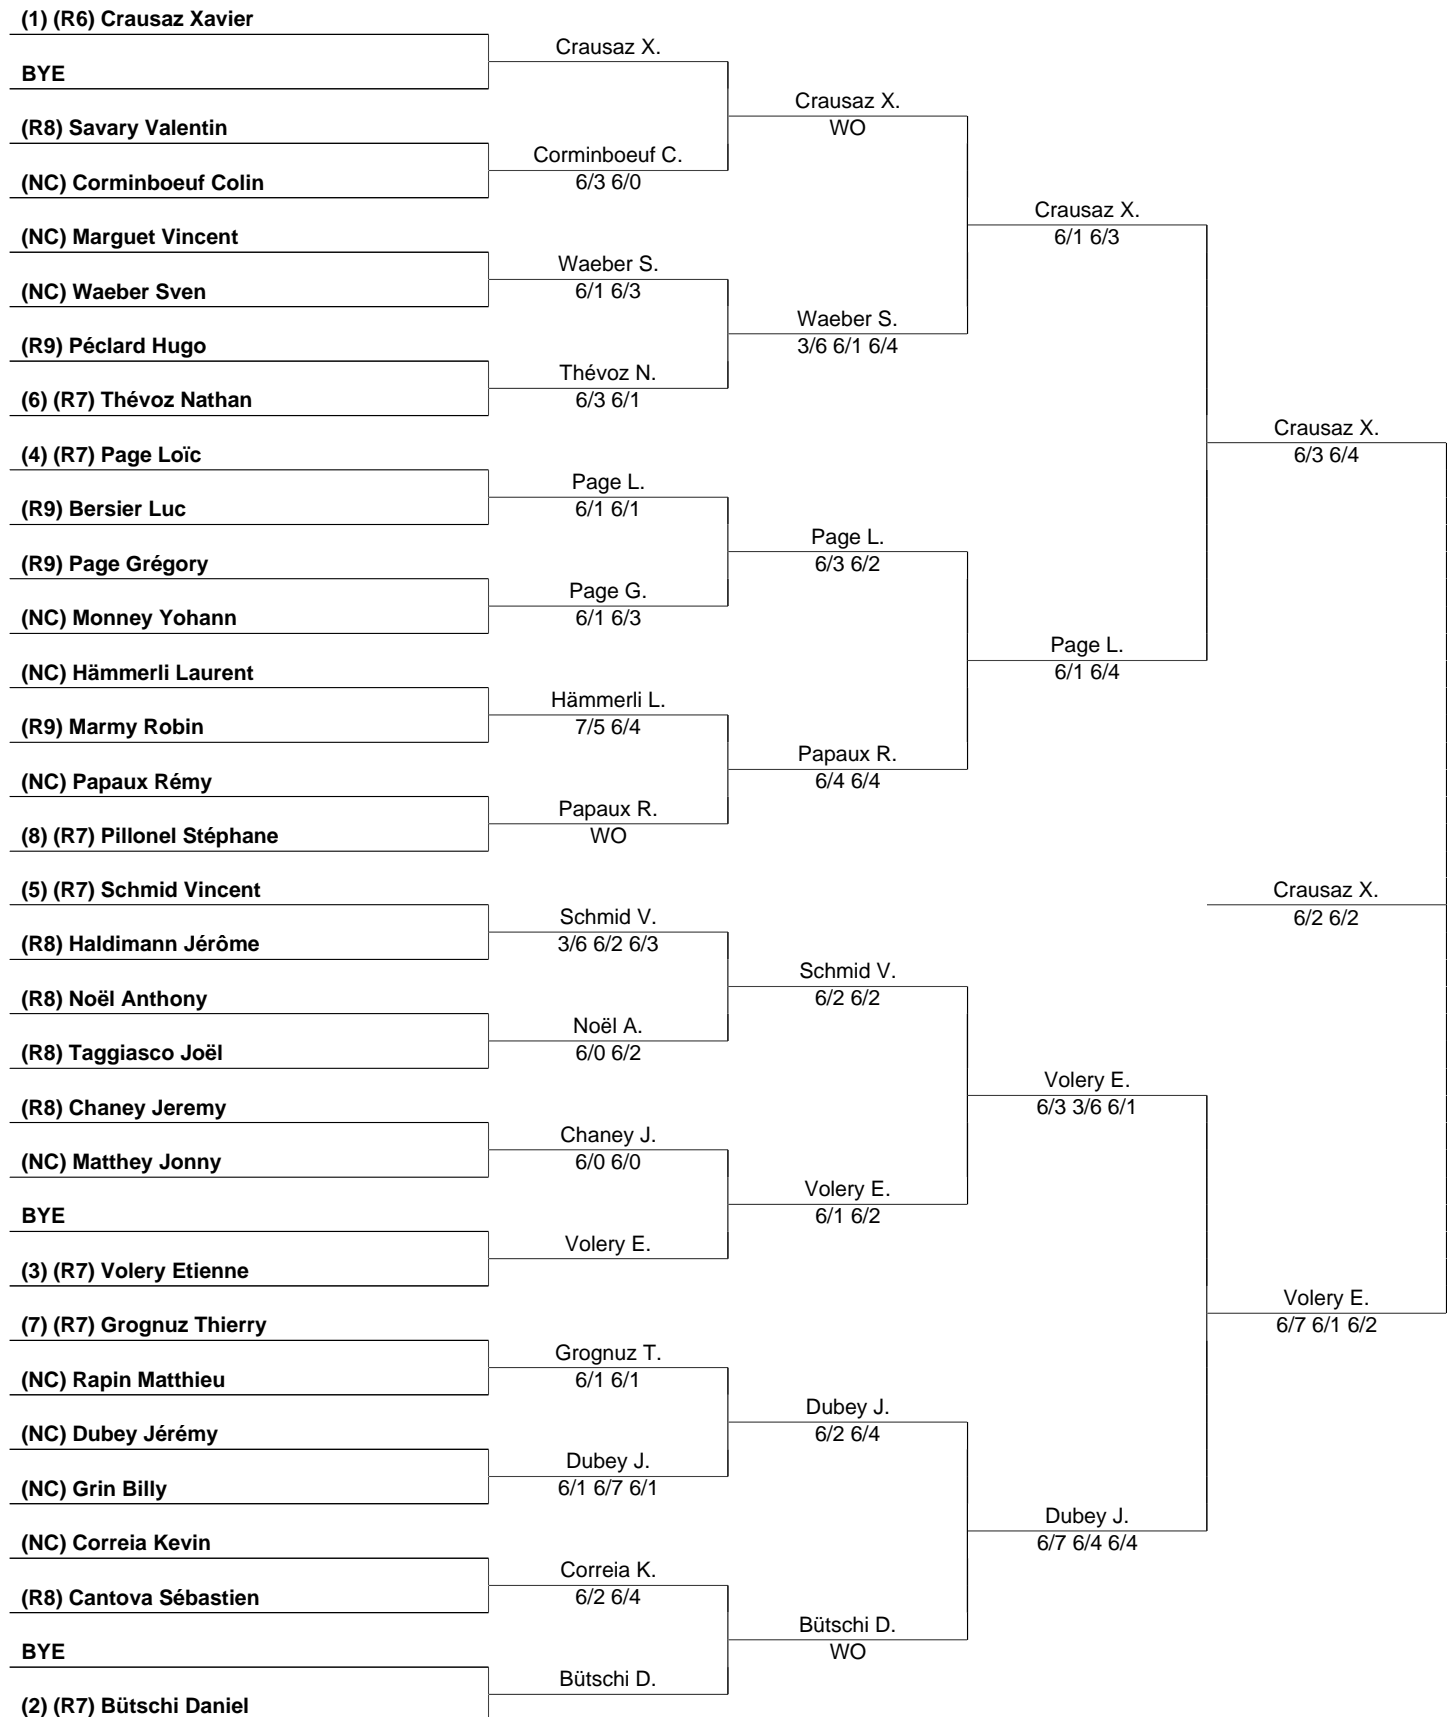 (1) (R6) Crausaz Xavier
Crausaz X.
BYE
Crausaz X.
WO
(R8) Savary Valentin
Corminboeuf C.
6/3 6/0
(NC) Corminboeuf Colin
Crausaz X.
6/1 6/3
(NC) Marguet Vincent
Waeber S.
6/1 6/3
(NC) Waeber Sven
Waeber S.
3/6 6/1 6/4
(R9) Péclard Hugo
Thévoz N.
6/3 6/1
(6) (R7) Thévoz Nathan
Crausaz X.
6/3 6/4
(4) (R7) Page Loïc
Page L.
6/1 6/1
(R9) Bersier Luc
Page L.
6/3 6/2
(R9) Page Grégory
Page G.
6/1 6/3
(NC) Monney Yohann
Page L.
6/1 6/4
(NC) Hämmerli Laurent
Hämmerli L.
7/5 6/4
(R9) Marmy Robin
Papaux R.
6/4 6/4
(NC) Papaux Rémy
Papaux R.
WO
(8) (R7) Pillonel Stéphane
(5) (R7) Schmid Vincent
Crausaz X.
6/2 6/2
Schmid V.
3/6 6/2 6/3
(R8) Haldimann Jérôme
Schmid V.
6/2 6/2
(R8) Noël Anthony
Noël A.
6/0 6/2
(R8) Taggiasco Joël
Volery E.
6/3 3/6 6/1
(R8) Chaney Jeremy
Chaney J.
6/0 6/0
(NC) Matthey Jonny
Volery E.
6/1 6/2
BYE
Volery E.
(3) (R7) Volery Etienne
Volery E.
6/7 6/1 6/2
(7) (R7) Grognuz Thierry
Grognuz T.
6/1 6/1
(NC) Rapin Matthieu
Dubey J.
6/2 6/4
(NC) Dubey Jérémy
Dubey J.
6/1 6/7 6/1
(NC) Grin Billy
Dubey J.
6/7 6/4 6/4
(NC) Correia Kevin
Correia K.
6/2 6/4
(R8) Cantova Sébastien
Bütschi D.
WO
BYE
Bütschi D.
(2) (R7) Bütschi Daniel